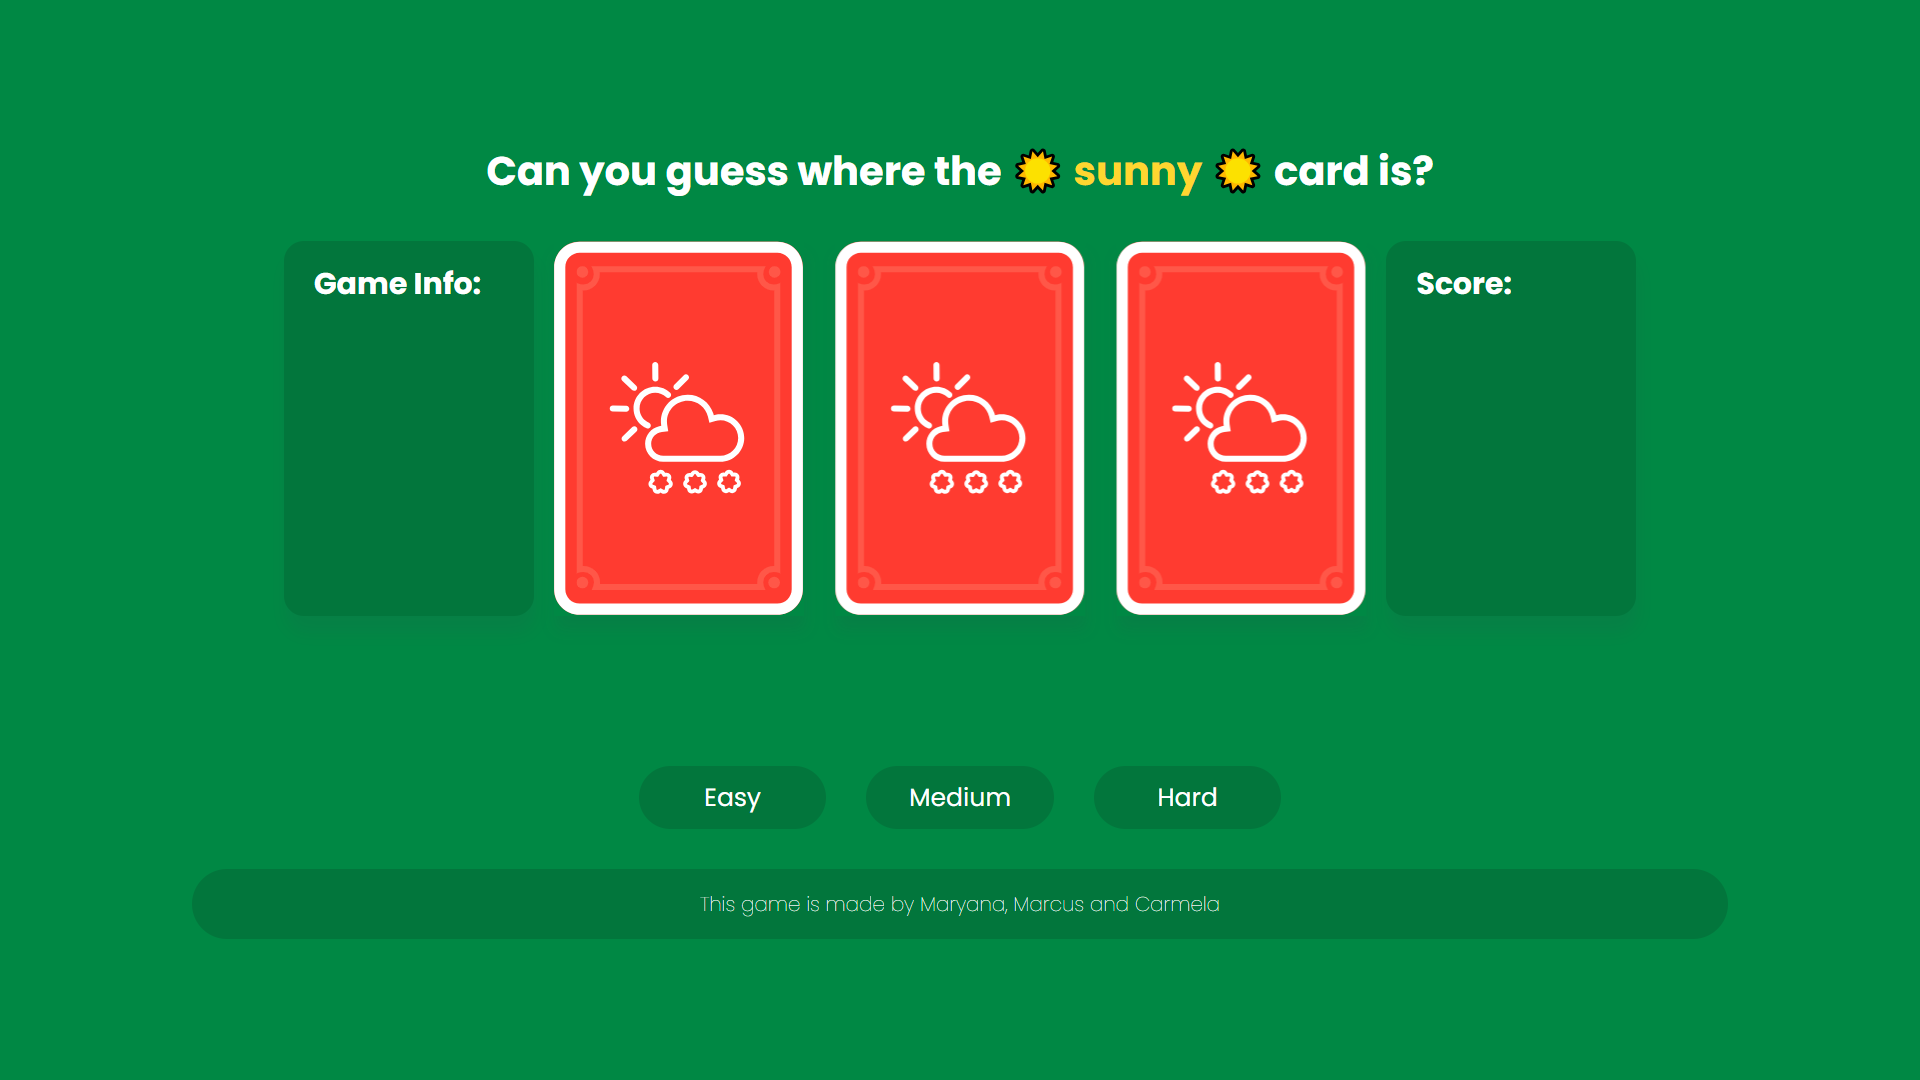 Can you guess where the sunny card is?
Game Info:
Score:
Easy
Medium
Hard
This game is made by Maryana, Marcus and Carmela